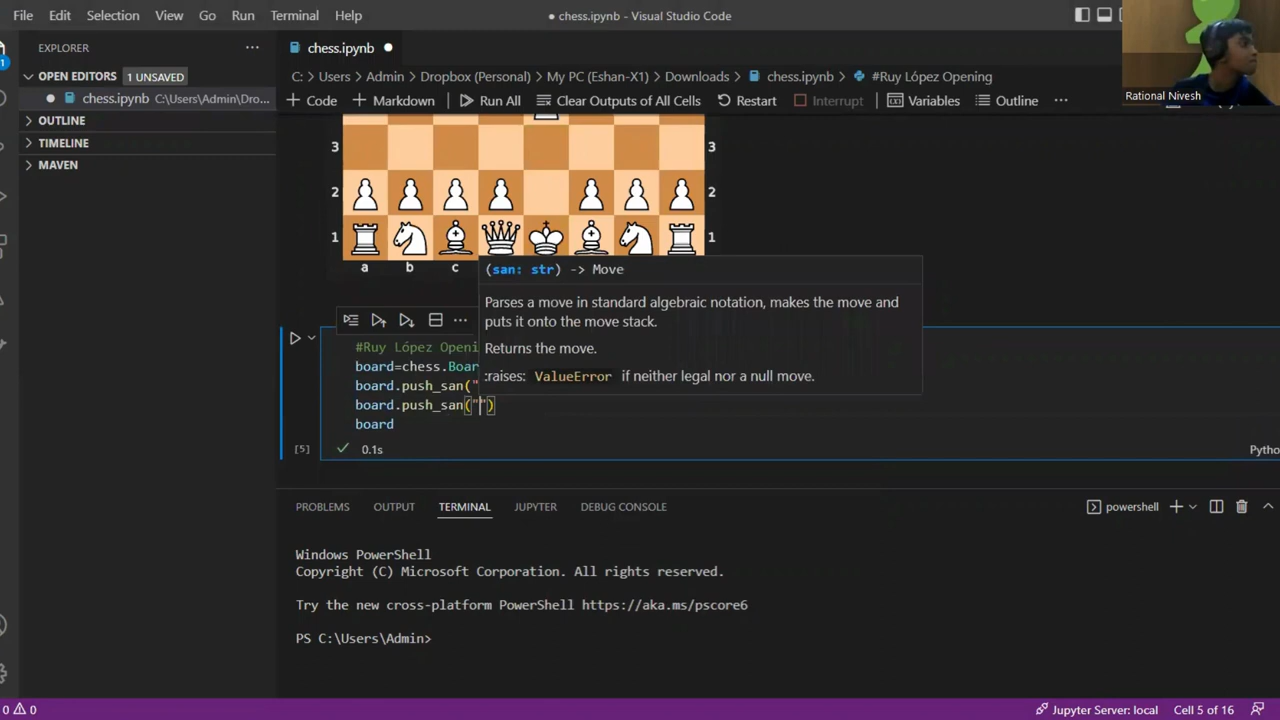 File Edit Selection View Go Run Terminal Help
● chess.ipynb - Visual Studio Code
EXPLORER
OPEN EDITORS 1 UNSAVED
● chess.ipynb C:\Users\Admin\Dro...
OUTLINE
TIMELINE
MAVEN
1
chess.ipynb ●
C: > Users > Admin > Dropbox (Personal) > My PC (Eshan-X1) > Downloads > chess.ipynb > #Ruy López Opening
+ Code + Markdown Run All Clear Outputs of All Cells Restart Interrupt Variables Outline ...
Rational Nivesh
3 3
2 2
1 1
a b c
(san: str) -> Move
Parses a move in standard algebraic notation, makes the move and
puts it onto the move stack.
Returns the move.
:raises: ValueError if neither legal nor a null move.
#Ruy López Openi
board=chess.Boar
board.push_san("
board.push_san("")
board
[5] 0.1s Pytho
PROBLEMS OUTPUT TERMINAL JUPYTER DEBUG CONSOLE
powershell
Windows PowerShell
Copyright (C) Microsoft Corporation. All rights reserved.
Try the new cross-platform PowerShell https://aka.ms/pscore6
PS C:\Users\Admin>
0 0 Jupyter Server: local Cell 5 of 16